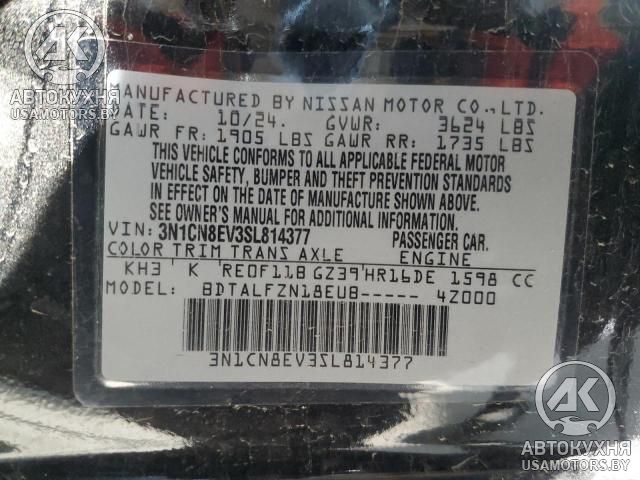 АК
АВТОКУХНЯ
USAMOTORS.BY
MANUFACTURED BY NISSAN MOTOR CO.,LTD.
DATE: 10/24. GVWR: 3624 LBS
GAWR FR: 1905 LBS GAWR RR: 1735 LBS
THIS VEHICLE CONFORMS TO ALL APPLICABLE FEDERAL MOTOR
VEHICLE SAFETY, BUMPER AND THEFT PREVENTION STANDARDS
IN EFFECT ON THE DATE OF MANUFACTURE SHOWN ABOVE.
SEE OWNER'S MANUAL FOR ADDITIONAL INFORMATION.
VIN: 3N1CN8EV3SL814377 PASSENGER CAR.
COLOR TRIM TRANS AXLE ENGINE
KH3 K RE0F11B GZ39 HR16DE 1598 CC
MODEL: BDTALFZN18EUB----- 4Z000
3N1CN8EV3SL814377
АК
АВТОКУХНЯ
USAMOTORS.BY